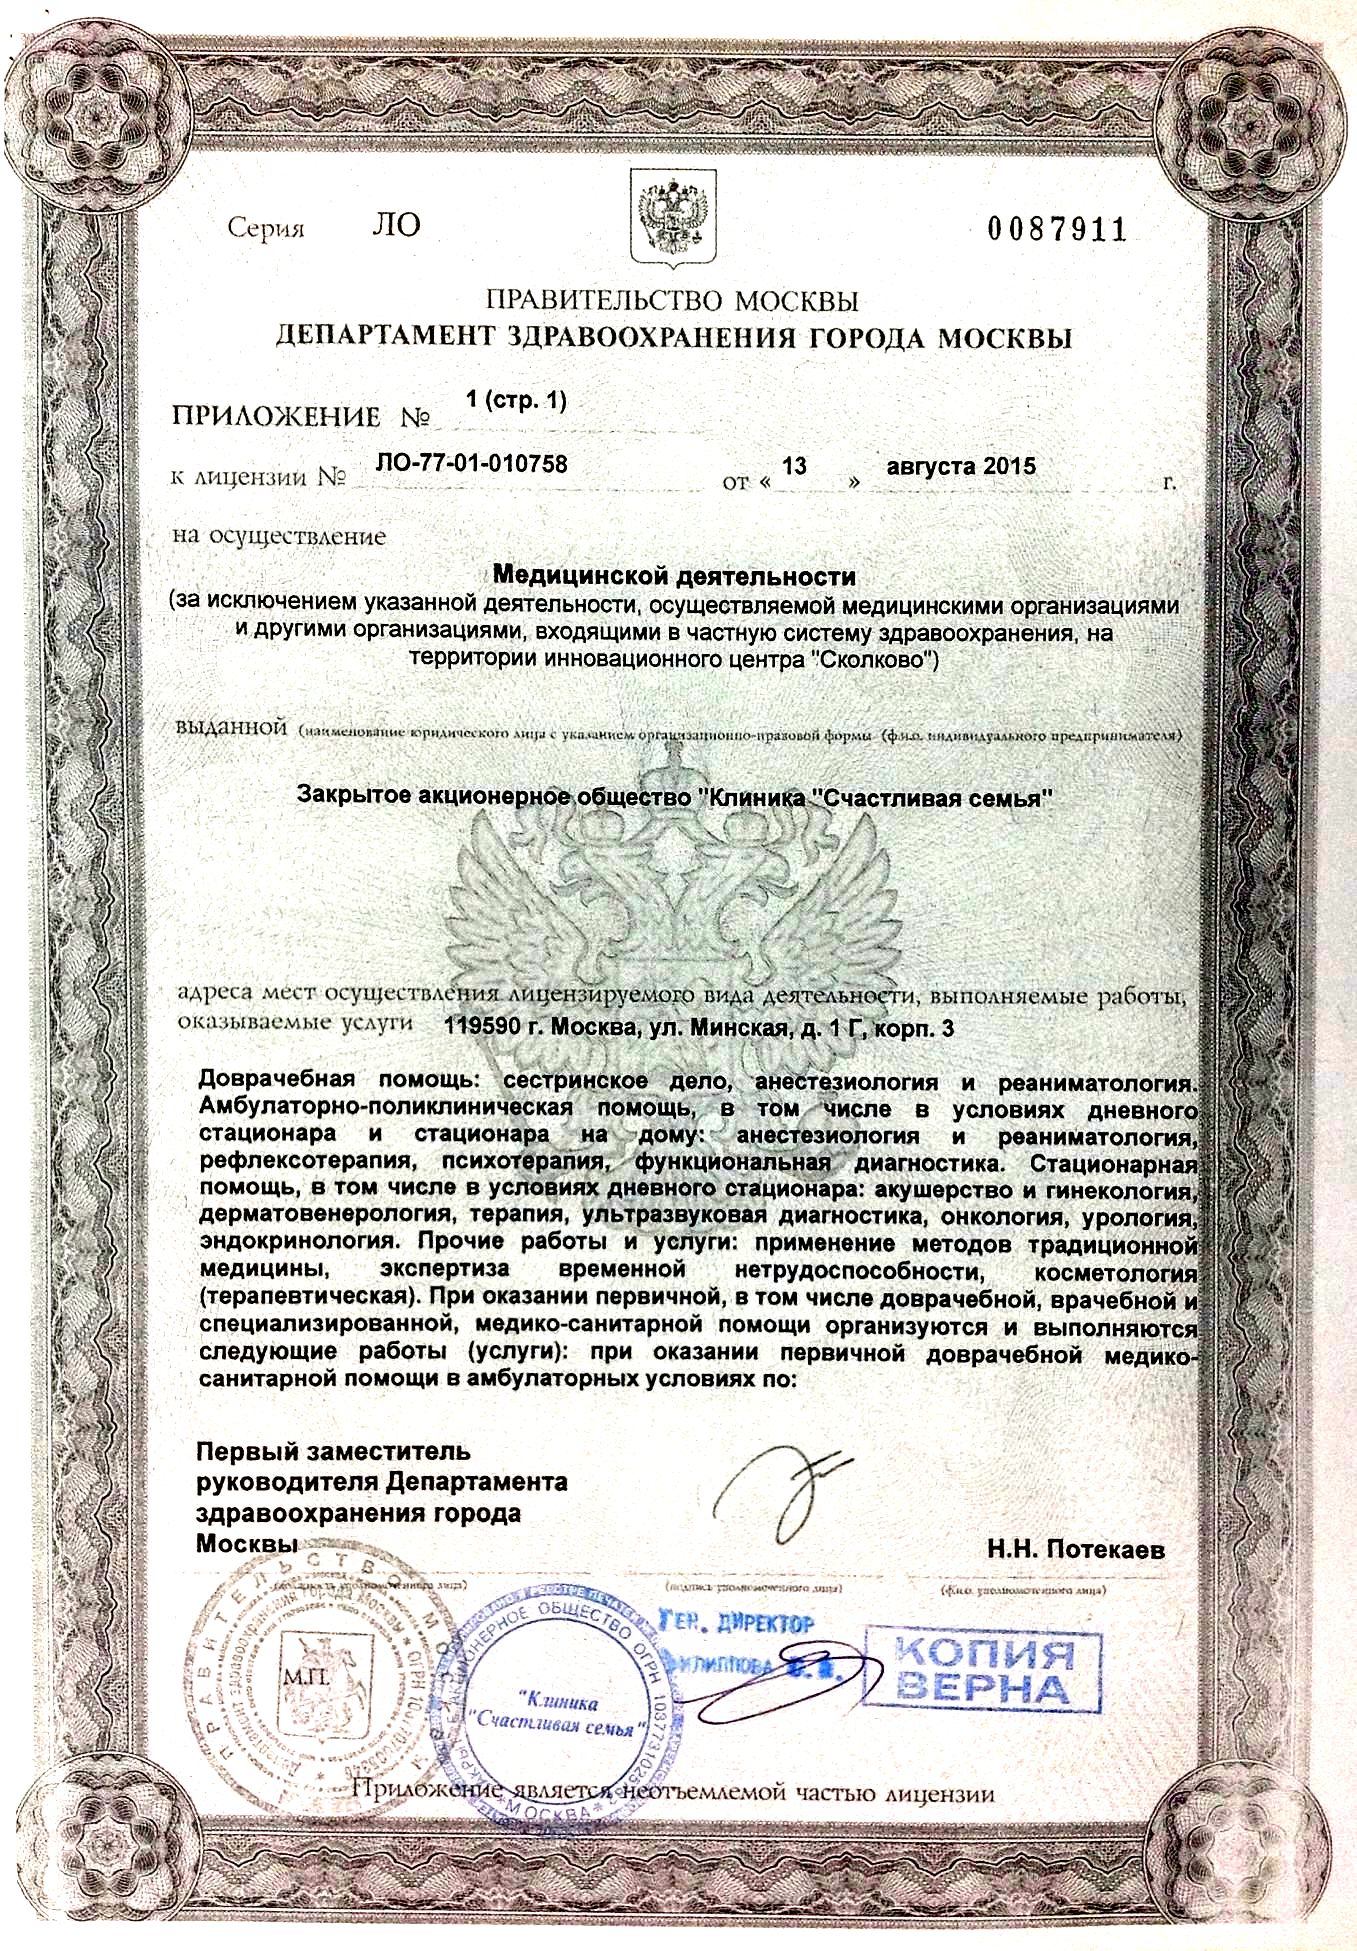 Серия ЛО 0087911
ПРАВИТЕЛЬСТВО МОСКВЫ
ДЕПАРТАМЕНТ ЗДРАВООХРАНЕНИЯ ГОРОДА МОСКВЫ
ПРИЛОЖЕНИЕ № 1 (стр. 1)
к лицензии № ЛО-77-01-010758 от « 13 » августа 2015 г.
на осуществление
Медицинской деятельности
(за исключением указанной деятельности, осуществляемой медицинскими организациями
и другими организациями, входящими в частную систему здравоохранения, на
территории инновационного центра "Сколково")
выданной (наименование юридического лица с указанием организационно-правовой формы (ф.и.о. индивидуального предпринимателя)
Закрытое акционерное общество "Клиника "Счастливая семья"
адреса мест осуществления лицензируемого вида деятельности, выполняемые работы,
оказываемые услуги 119590 г. Москва, ул. Минская, д. 1 Г, корп. 3
Доврачебная помощь: сестринское дело, анестезиология и реаниматология.
Амбулаторно-поликлиническая помощь, в том числе в условиях дневного
стационара и стационара на дому: анестезиология и реаниматология,
рефлексотерапия, психотерапия, функциональная диагностика. Стационарная
помощь, в том числе в условиях дневного стационара: акушерство и гинекология,
дерматовенерология, терапия, ультразвуковая диагностика, онкология, урология,
эндокринология. Прочие работы и услуги: применение методов традиционной
медицины, экспертиза временной нетрудоспособности, косметология
(терапевтическая). При оказании первичной, в том числе доврачебной, врачебной и
специализированной, медико-санитарной помощи организуются и выполняются
следующие работы (услуги): при оказании первичной доврачебной медико-
санитарной помощи в амбулаторных условиях по:
Первый заместитель
руководителя Департамента
здравоохранения города
Москвы Н.Н. Потекаев
(должность уполномоченного лица) (подпись уполномоченного лица) (ф.и.о. уполномоченного лица)
ПРАВИТЕЛЬСТВО МОСКВЫ
М.П.
АКЦИОНЕРНОЕ ОБЩЕСТВО ОГРН
"Клиника
"Счастливая семья"
МОСКВА
ГЕН. ДИРЕКТОР
ФИЛИППОВА
КОПИЯ
ВЕРНА
Приложение является неотъемлемой частью лицензии